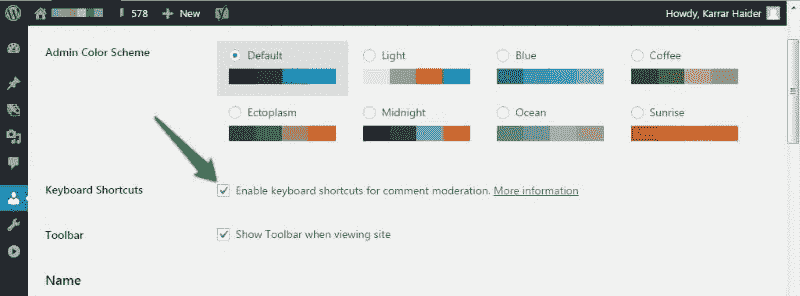 578 New Howdy, Karrar Haider
Admin Color Scheme
Default Light Blue Coffee
Ectoplasm Midnight Ocean Sunrise
Keyboard Shortcuts Enable keyboard shortcuts for comment moderation. More information
Toolbar Show Toolbar when viewing site
Name